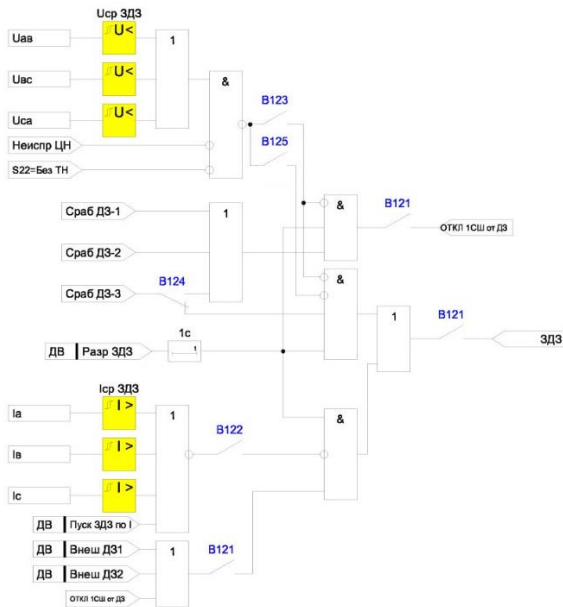 Uср ЗДЗ
Uав
U<
1
Uвс
U<
&
Uса
U<
B123
Неиспр ЦН
B125
S22=Без ТН
Сраб ДЗ-1
1
&
B121
ОТКЛ 1СШ от ДЗ
Сраб ДЗ-2
B124
&
Сраб ДЗ-3
1
B121
ЗДЗ
1с
ДВ Разр ЗДЗ
1
Iср ЗДЗ
Iа
I >
1
&
B122
Iв
I >
Iс
I >
ДВ Пуск ЗДЗ по I
ДВ Внеш ДЗ1
1
B121
ДВ Внеш ДЗ2
ОТКЛ 1СШ от ДЗ